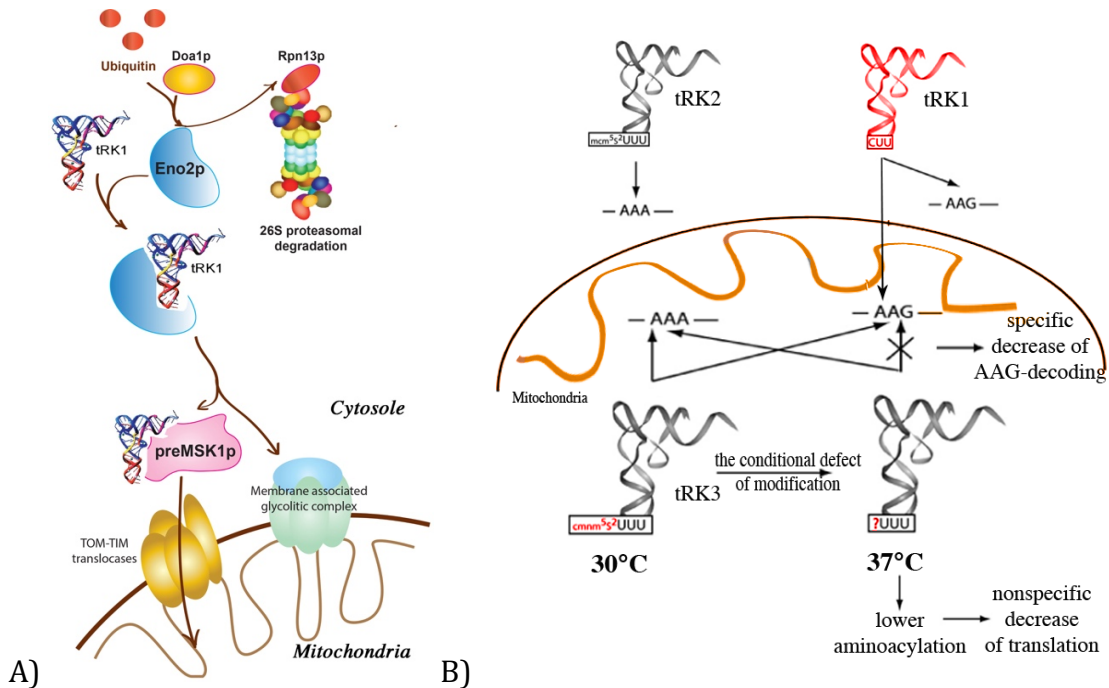 Ubiquitin
Doa1p
Rpn13p
tRK1
Eno2p
26S proteasomal
degradation
tRK1
Cytosole
preMSK1p
Membrane associated
glycolitic complex
TOM-TIM
translocases
Mitochondria
A)
tRK2
tRK1
mcm⁵s²UUU
CUU
— AAA —
— AAG —
— AAA —
— AAG —
specific
decrease of
AAG-decoding
Mitochondria
the conditional defect
of modification
tRK3
cmnm⁵s²UUU
?UUU
30°C
37°C
lower
aminoacylation
nonspecific
decrease
of translation
B)